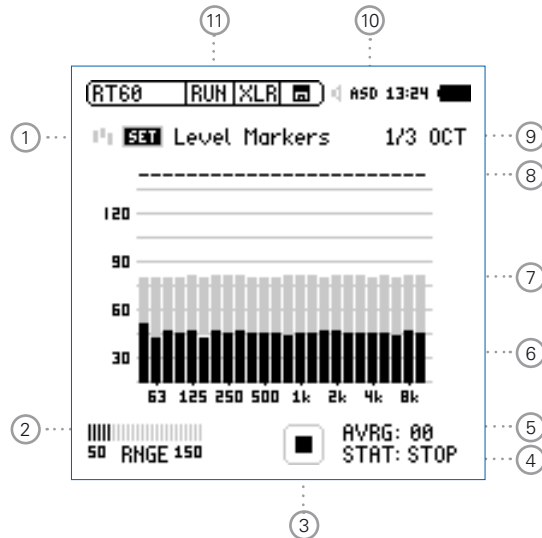 11
10
RT60 RUN XLR ASD 13:24
1
SET Level Markers 1/3 OCT
9
8
120
90
7
60
6
30
63 125 250 500 1k 2k 4k 8k
2
AVRG: 00
5
50 RNGE 150
STAT: STOP
4
3